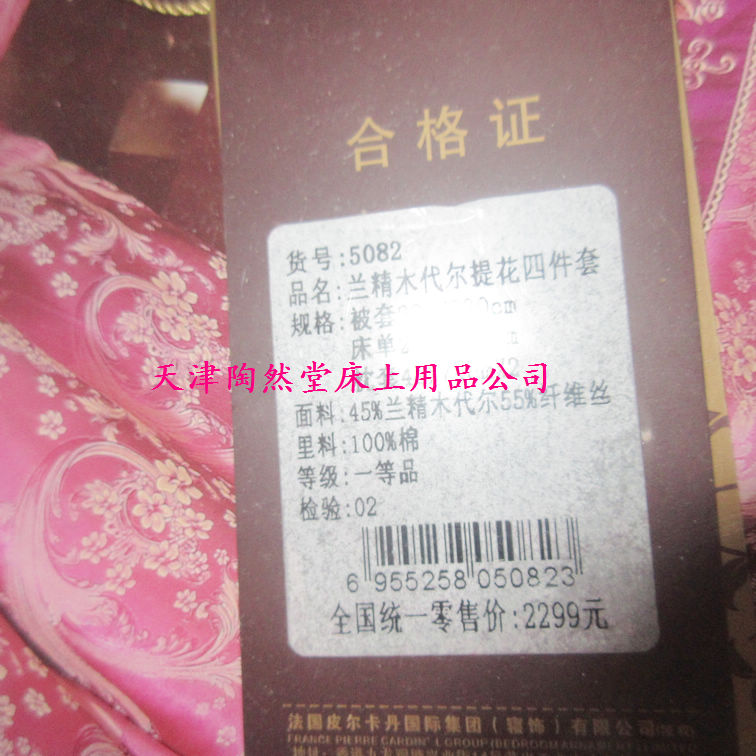 合格证
货号:5082
品名:兰精木代尔提花四件套
规格:被套 cm
床单
天津陶然堂床上用品公司
面料:45%兰精木代尔55%纤维丝
里料:100%棉
等级:一等品
检验:02
6 955258 050823
全国统一零售价:2299元
法国皮尔卡丹国际集团(寝饰)有限公司
FRANCE PIERRE CARDIN